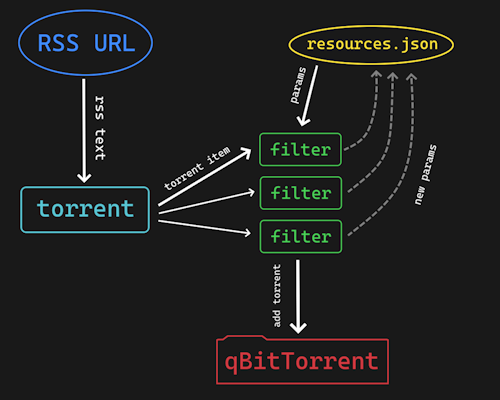 RSS URL
resources.json
rss text
params
torrent item
filter
filter
filter
torrent
new params
add torrent
qBitTorrent